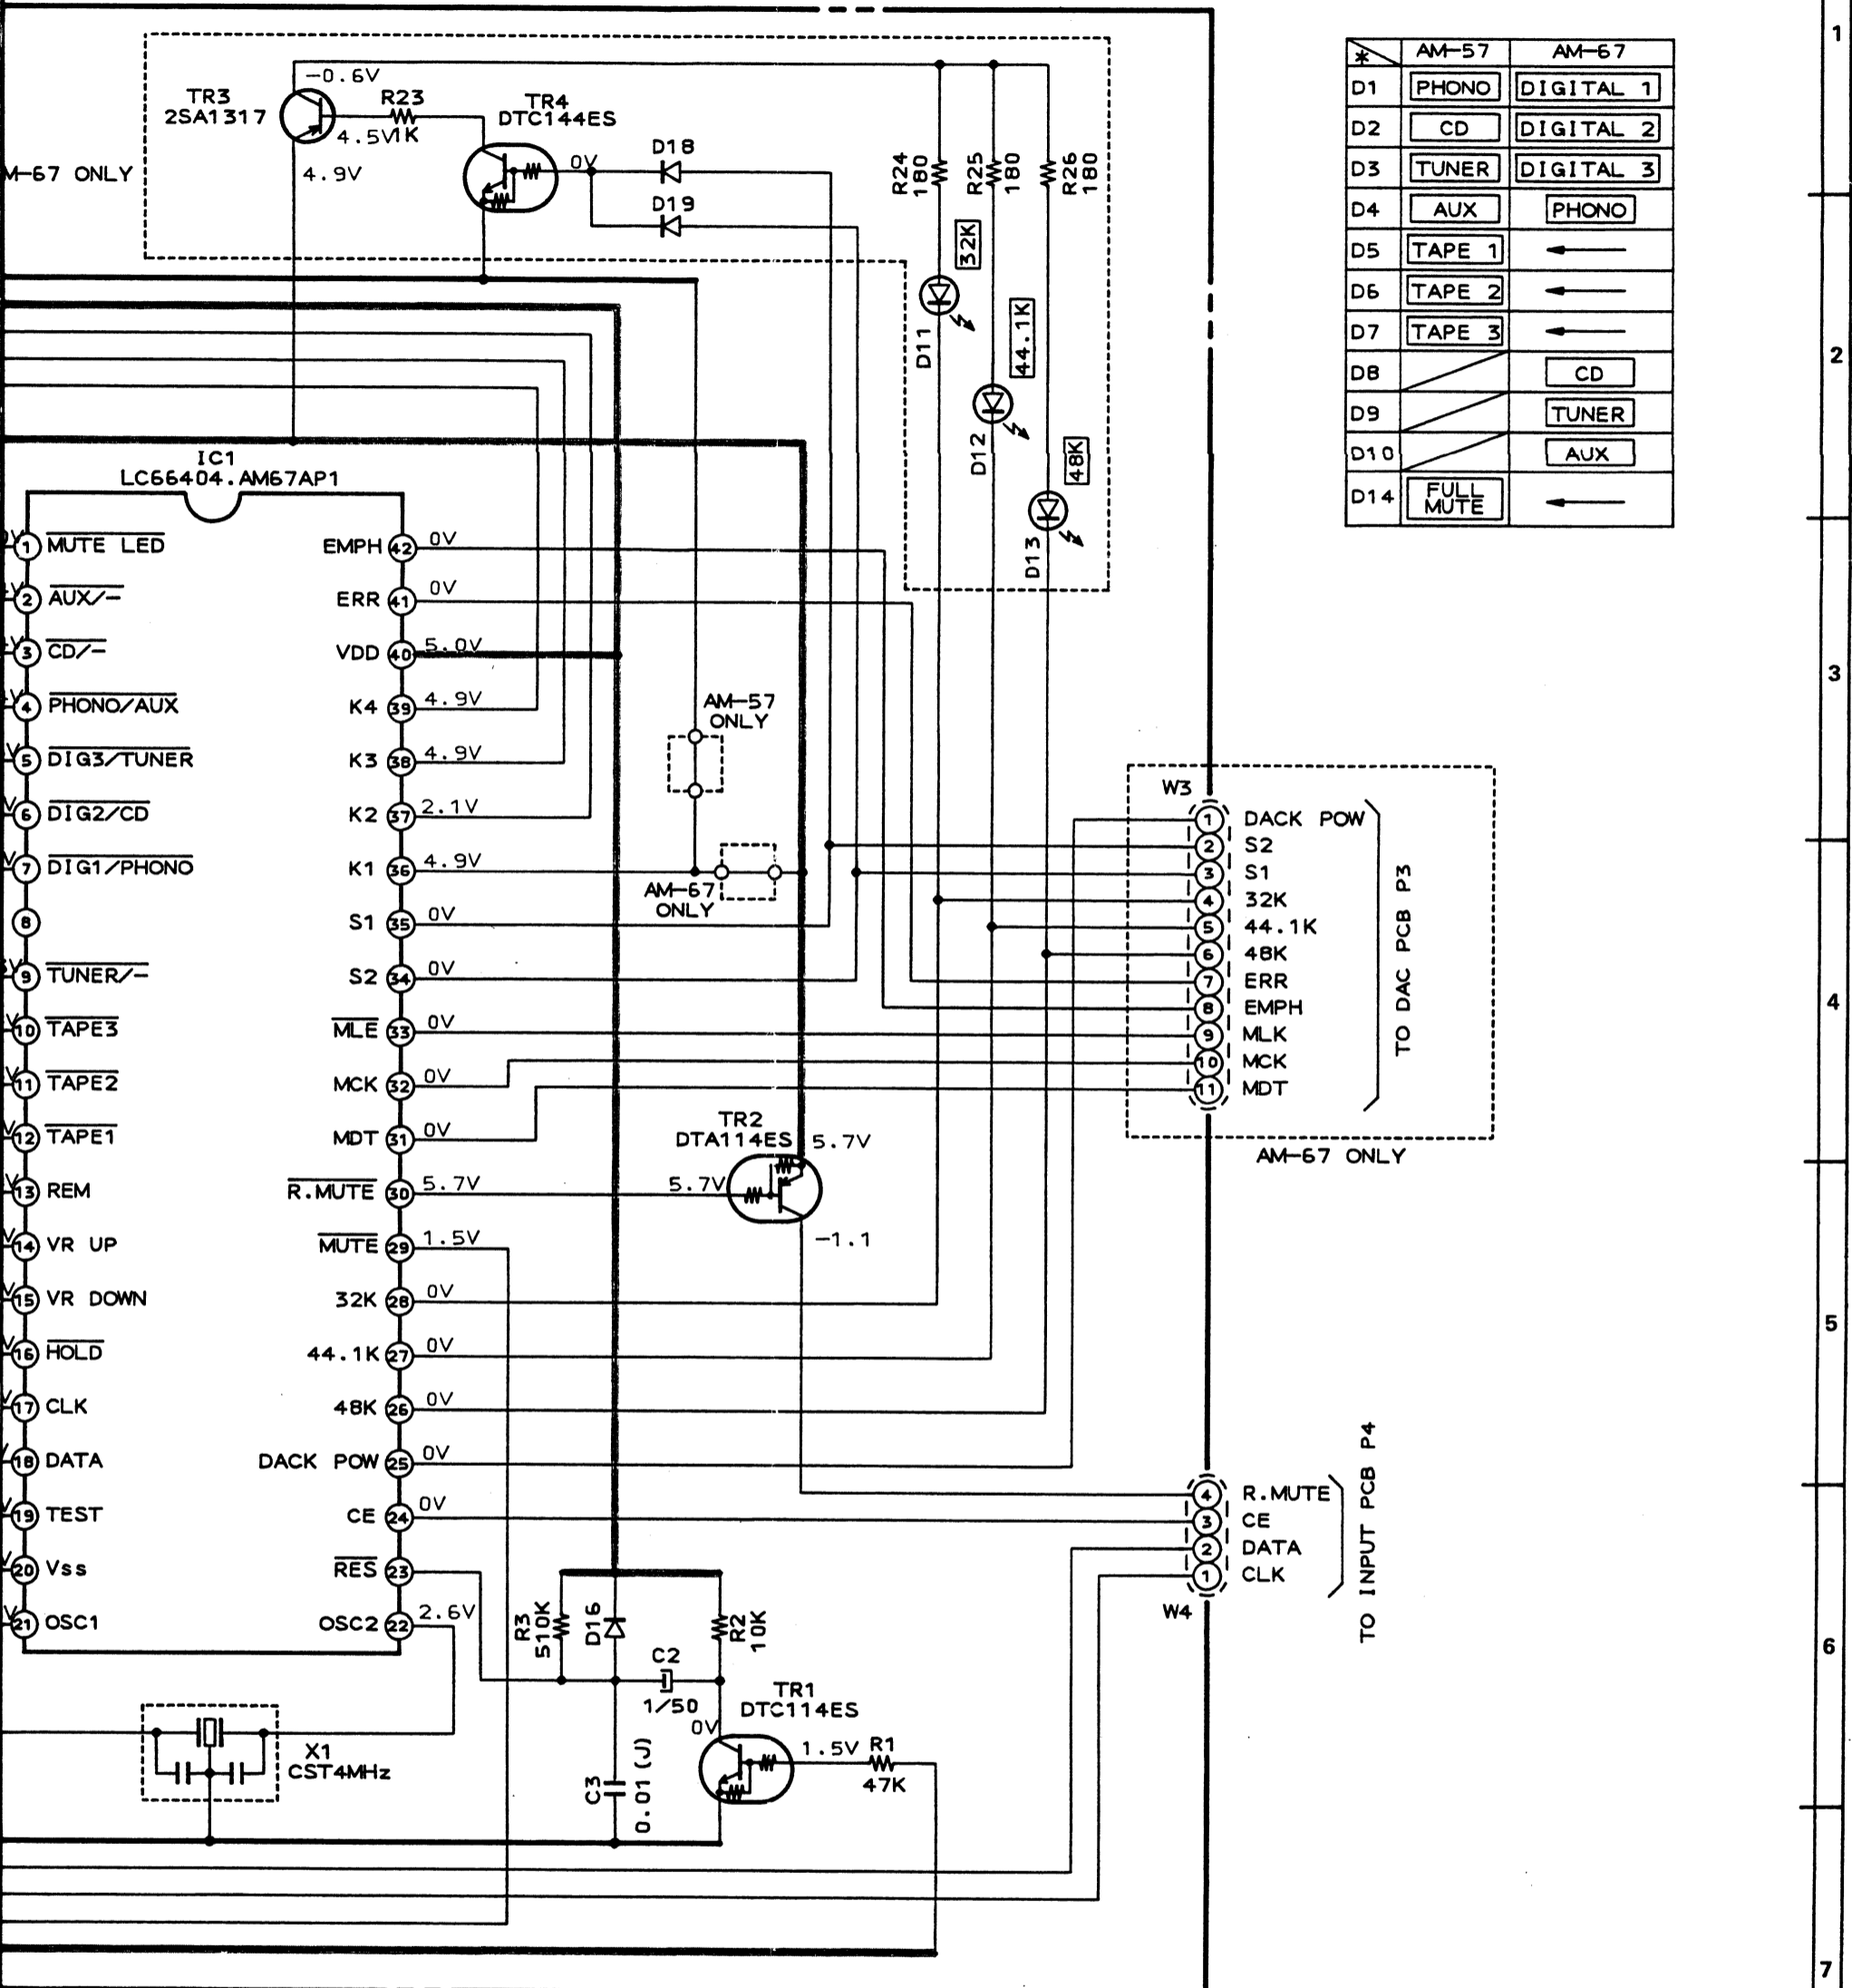 1
2
3
4
5
6
7
* AM-57 AM-67
D1 PHONO DIGITAL 1
D2 CD DIGITAL 2
D3 TUNER DIGITAL 3
D4 AUX PHONO
D5 TAPE 1 ←
D6 TAPE 2 ←
D7 TAPE 3 ←
D8 CD
D9 TUNER
D10 AUX
D14 FULL MUTE ←
M-67 ONLY
TR3
2SA1317
-0.6V
4.5V
4.9V
R23
1K
TR4
DTC144ES
0V
D18
D19
R24
180
R25
180
R26
180
32K
D11
44.1K
D12
48K
D13
IC1
LC66404.AM67AP1
1 MUTE LED
2 AUX/-
3 CD/-
4 PHONO/AUX
5 DIG3/TUNER
6 DIG2/CD
7 DIG1/PHONO
8
9 TUNER/-
10 TAPE3
11 TAPE2
12 TAPE1
13 REM
14 VR UP
15 VR DOWN
16 HOLD
17 CLK
18 DATA
19 TEST
20 Vss
21 OSC1
EMPH 42 0V
ERR 41 0V
VDD 40 5.0V
K4 39 4.9V
K3 38 4.9V
K2 37 2.1V
K1 36 4.9V
S1 35 0V
S2 34 0V
MLE 33 0V
MCK 32 0V
MDT 31 0V
R.MUTE 30 5.7V
MUTE 29 1.5V
32K 28 0V
44.1K 27 0V
48K 26 0V
DACK POW 25 0V
CE 24 0V
RES 23
OSC2 22 2.6V
AM-57
ONLY
AM-67
ONLY
TR2
DTA114ES
5.7V
5.7V
-1.1
W3
1 DACK POW
2 S2
3 S1
4 32K
5 44.1K
6 48K
7 ERR
8 EMPH
9 MLK
10 MCK
11 MDT
TO DAC PCB P3
AM-67 ONLY
4 R.MUTE
3 CE
2 DATA
1 CLK
W4
TO INPUT PCB P4
R3
510K
D16
R2
10K
C2
1/50
C3
0.01 (J)
TR1
DTC114ES
0V
1.5V
R1
47K
X1
CST4MHz